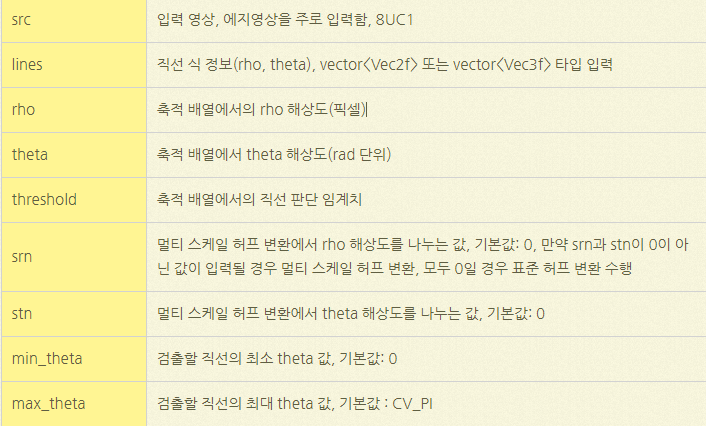 src 입력 영상, 에지영상을 주로 입력함, 8UC1
lines 직선 식 정보(rho, theta), vector<Vec2f> 또는 vector<Vec3f> 타입 입력
rho 축적 배열에서의 rho 해상도(픽셀)
theta 축적 배열에서 theta 해상도(rad 단위)
threshold 축적 배열에서의 직선 판단 임계치
srn 멀티 스케일 허프 변환에서 rho 해상도를 나누는 값, 기본값: 0, 만약 srn과 stn이 0이 아
닌 값이 입력될 경우 멀티 스케일 허프 변환, 모두 0일 경우 표준 허프 변환 수행
stn 멀티 스케일 허프 변환에서 theta 해상도를 나누는 값, 기본값: 0
min_theta 검출할 직선의 최소 theta 값, 기본값: 0
max_theta 검출할 직선의 최대 theta 값, 기본값 : CV_PI